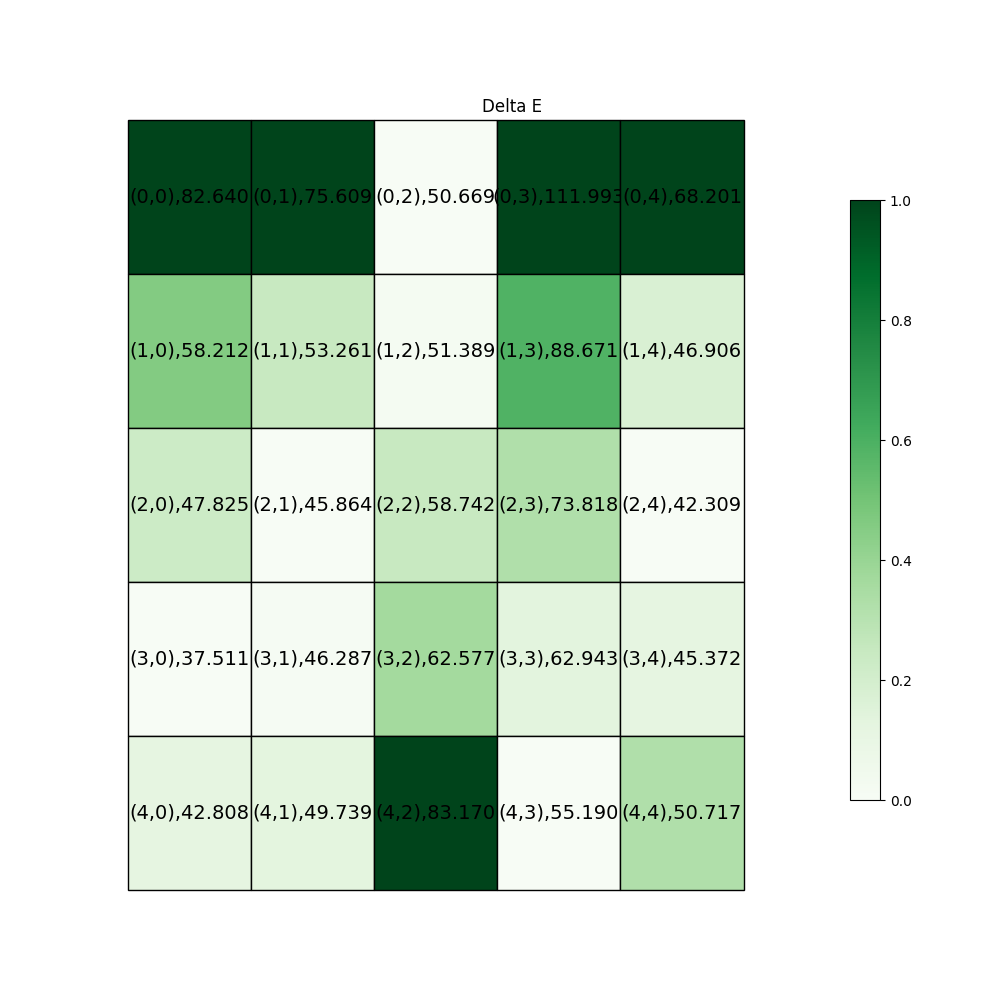 Delta E
(0,0),82.640 (0,1),75.609 (0,2),50.669 (0,3),111.993 (0,4),68.201
1.0
(1,0),58.212 (1,1),53.261 (1,2),51.389 (1,3),88.671 (1,4),46.906
0.8
(2,0),47.825 (2,1),45.864 (2,2),58.742 (2,3),73.818 (2,4),42.309
0.6
0.4
(3,0),37.511 (3,1),46.287 (3,2),62.577 (3,3),62.943 (3,4),45.372
0.2
(4,0),42.808 (4,1),49.739 (4,2),83.170 (4,3),55.190 (4,4),50.717
0.0